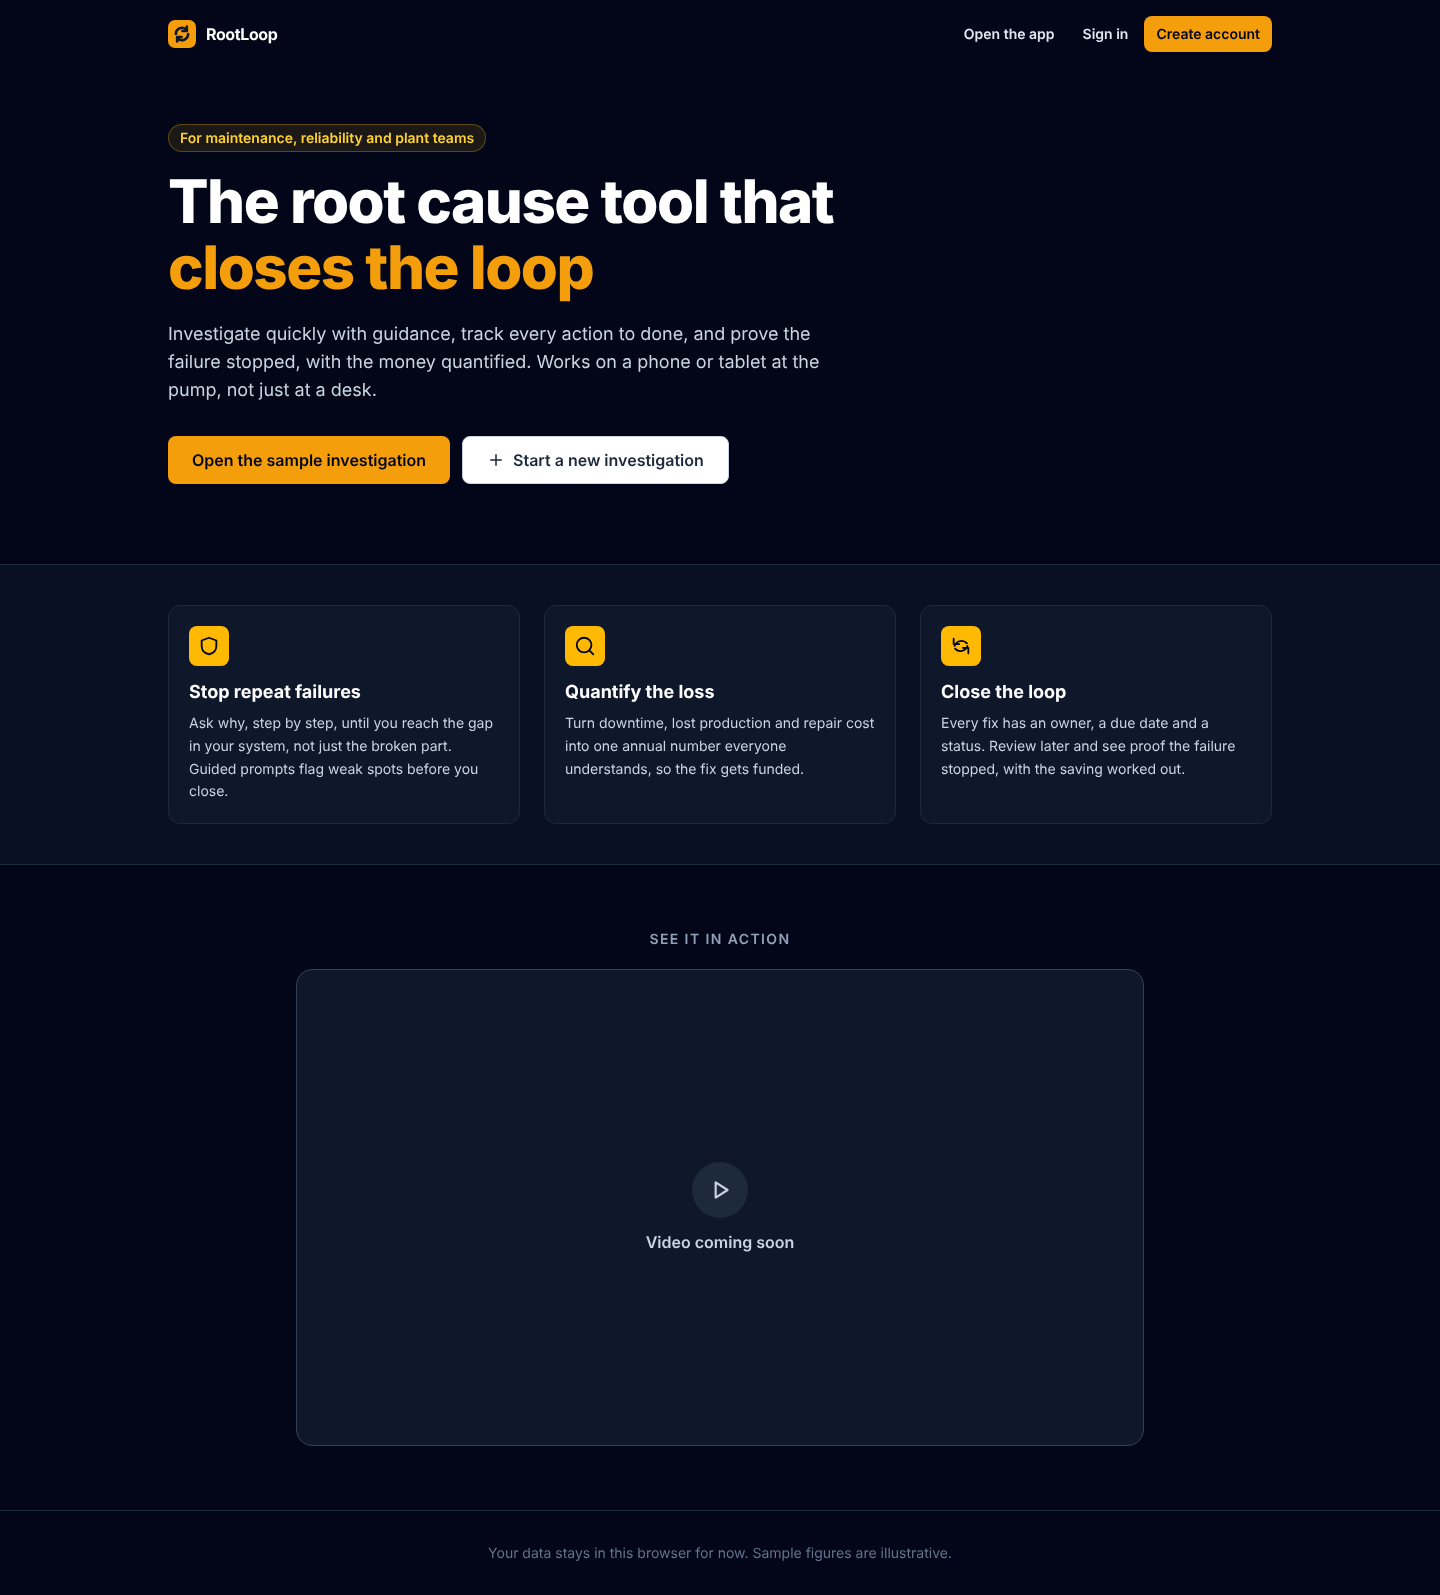 RootLoop
Open the app
Sign in
Create account
For maintenance, reliability and plant teams
The root cause tool that
closes the loop
Investigate quickly with guidance, track every action to done, and prove the
failure stopped, with the money quantified. Works on a phone or tablet at the
pump, not just at a desk.
Open the sample investigation
Start a new investigation
Stop repeat failures
Ask why, step by step, until you reach the gap
in your system, not just the broken part.
Guided prompts flag weak spots before you
close.
Quantify the loss
Turn downtime, lost production and repair cost
into one annual number everyone
understands, so the fix gets funded.
Close the loop
Every fix has an owner, a due date and a
status. Review later and see proof the failure
stopped, with the saving worked out.
SEE IT IN ACTION
Video coming soon
Your data stays in this browser for now. Sample figures are illustrative.